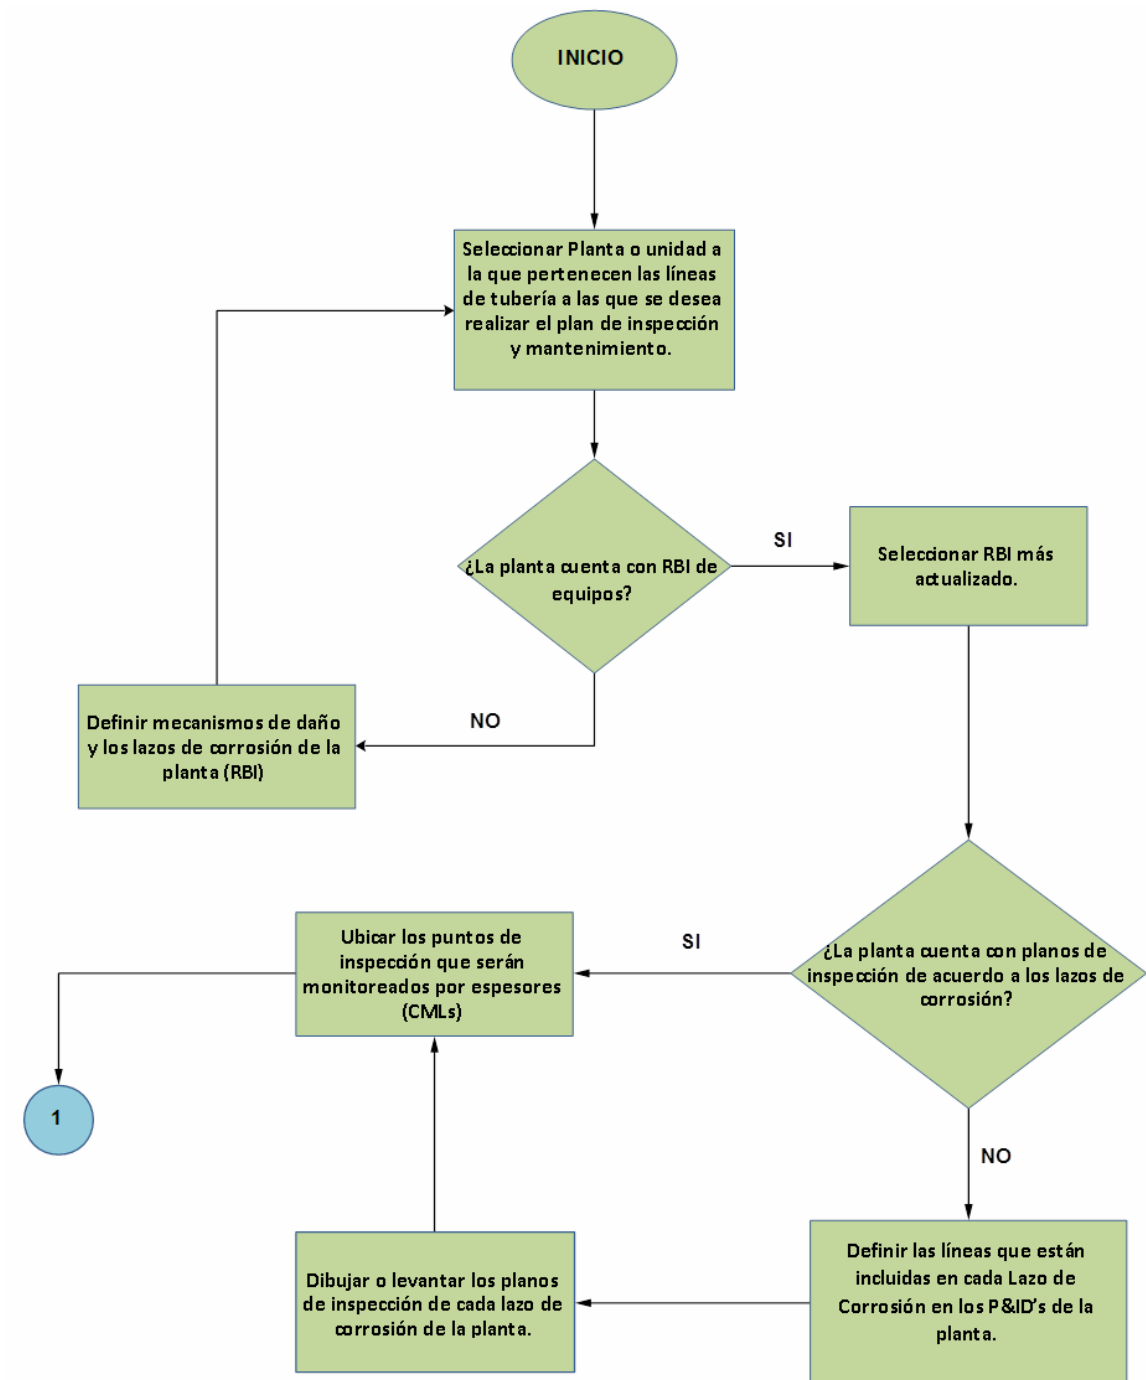 INICIO
Seleccionar Planta o unidad a
la que pertenecen las líneas
de tubería a las que se desea
realizar el plan de inspección
y mantenimiento.
¿La planta cuenta con RBI de
equipos?
SI
Seleccionar RBI más
actualizado.
NO
Definir mecanismos de daño
y los lazos de corrosión de la
planta (RBI)
¿La planta cuenta con planos de
inspección de acuerdo a los lazos de
corrosión?
SI
Ubicar los puntos de
inspección que serán
monitoreados por espesores
(CMLs)
1
NO
Definir las líneas que están
incluidas en cada Lazo de
Corrosión en los P&ID's de la
planta.
Dibujar o levantar los planos
de inspección de cada lazo de
corrosión de la planta.